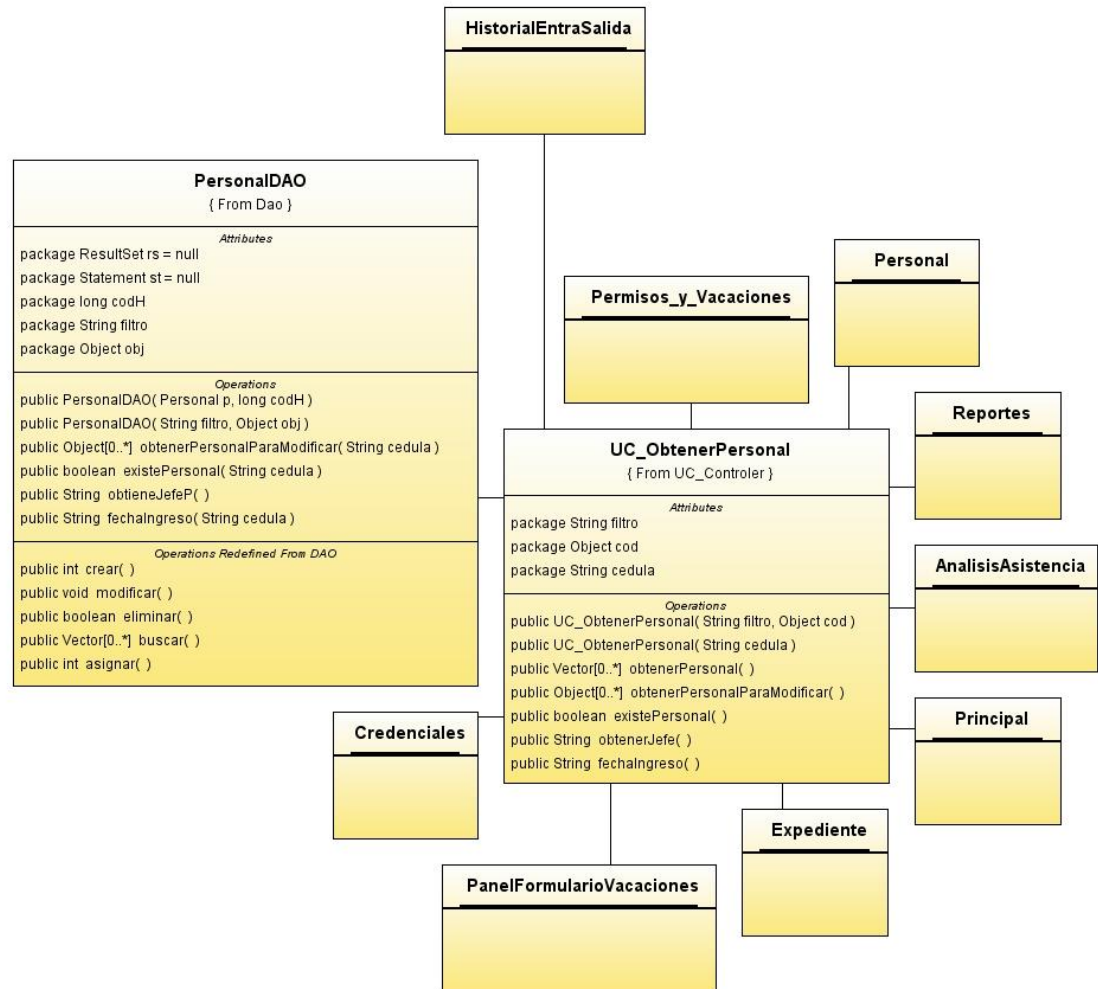 HistorialEntraSalida
PersonalDAO
{ From Dao }
Attributes
package ResultSet rs = null
package Statement st = null
package long codH
package String filtro
package Object obj
Operations
public PersonalDAO( Personal p, long codH )
public PersonalDAO( String filtro, Object obj )
public Object[0..*] obtenerPersonalParaModificar( String cedula )
public boolean existePersonal( String cedula )
public String obtieneJefeP( )
public String fechaIngreso( String cedula )
Operations Redefined From DAO
public int crear( )
public void modificar( )
public boolean eliminar( )
public Vector[0..*] buscar( )
public int asignar( )
Permisos_y_Vacaciones
Personal
Reportes
UC_ObtenerPersonal
{ From UC_Controler }
Attributes
package String filtro
package Object cod
package String cedula
Operations
public UC_ObtenerPersonal( String filtro, Object cod )
public UC_ObtenerPersonal( String cedula )
public Vector[0..*] obtenerPersonal( )
public Object[0..*] obtenerPersonalParaModificar( )
public boolean existePersonal( )
public String obtenerJefe( )
public String fechaIngreso( )
AnalisisAsistencia
Principal
Credenciales
Expediente
PanelFormularioVacaciones